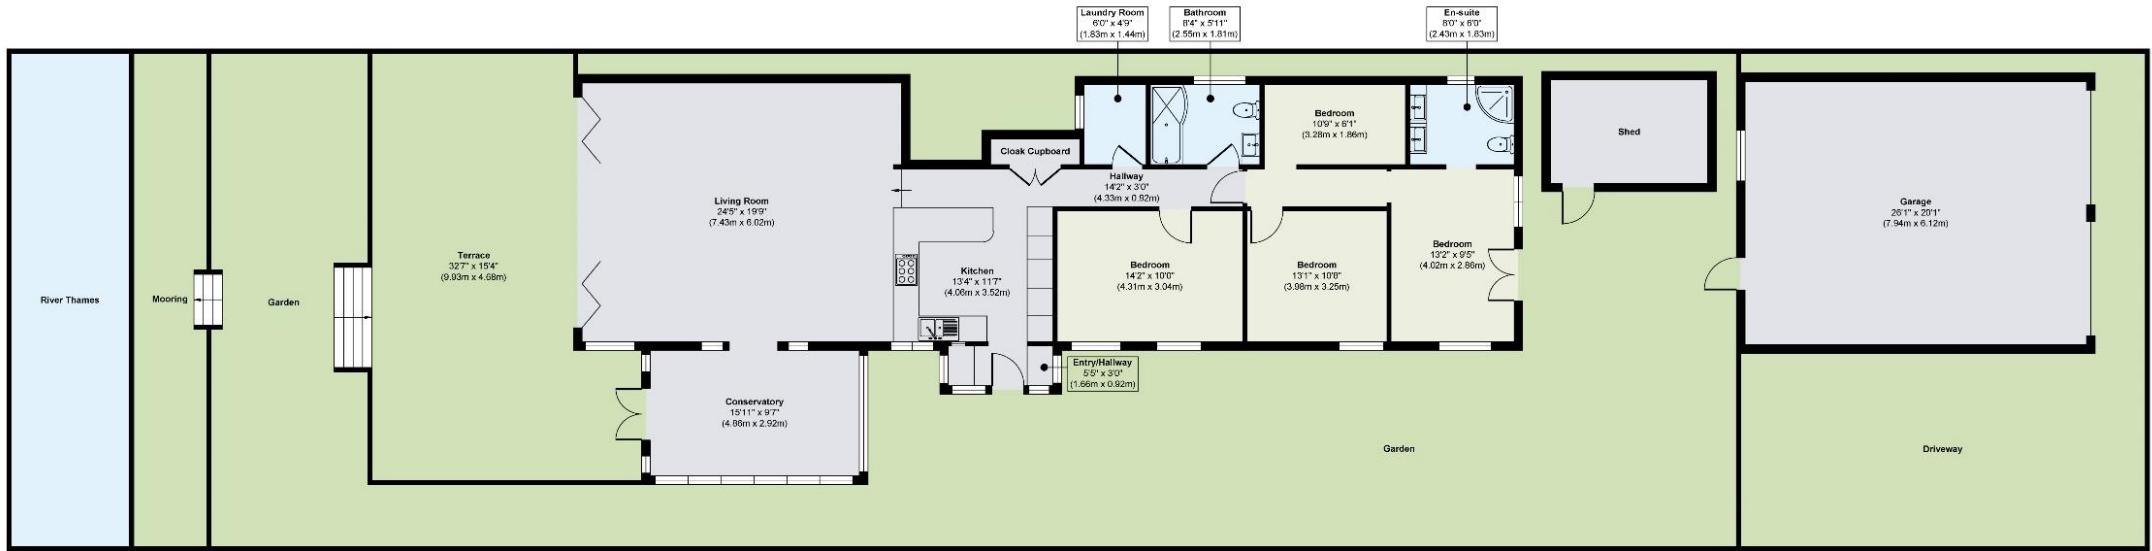 Laundry Room
6'0" x 4'9"
(1.83m x 1.44m)
Bathroom
8'4" x 5'11"
(2.55m x 1.81m)
En-suite
8'0" x 6'0"
(2.43m x 1.83m)
Bedroom
10'9" x 6'1"
(3.28m x 1.86m)
Shed
Cloak Cupboard
Hallway
14'2" x 3'0"
(4.33m x 0.92m)
Living Room
24'5" x 19'9"
(7.43m x 6.02m)
Garage
26'1" x 20'1"
(7.94m x 6.12m)
Terrace
32'7" x 15'4"
(9.93m x 4.68m)
Kitchen
13'4" x 11'7"
(4.06m x 3.52m)
Bedroom
14'2" x 10'0"
(4.31m x 3.04m)
Bedroom
13'1" x 10'8"
(3.98m x 3.25m)
Bedroom
13'2" x 9'5"
(4.02m x 2.86m)
River Thames
Mooring
Garden
Entry/Hallway
5'5" x 3'0"
(1.66m x 0.92m)
Conservatory
15'11" x 9'7"
(4.86m x 2.92m)
Garden
Driveway